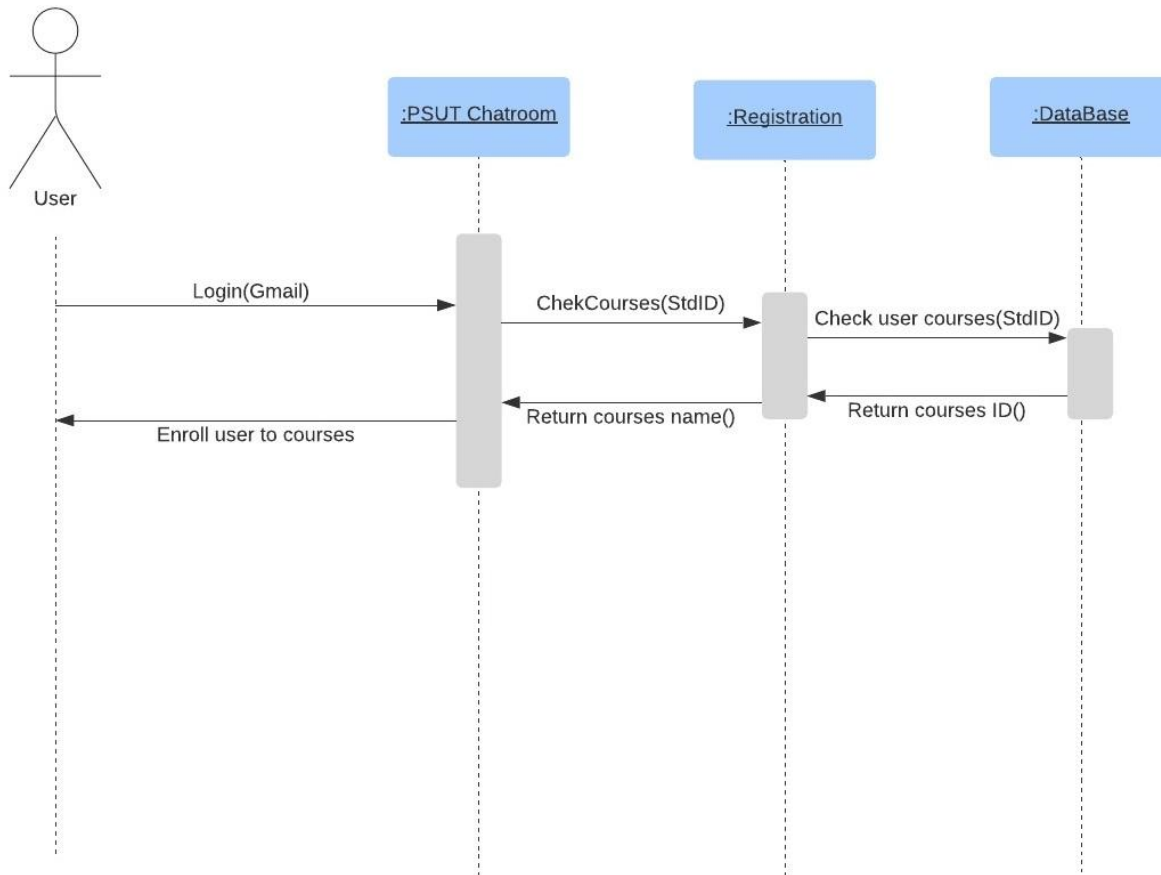 :PSUT Chatroom
:Registration
:DataBase
User
Login(Gmail)
ChekCourses(StdID)
Check user courses(StdID)
Return courses name()
Return courses ID()
Enroll user to courses